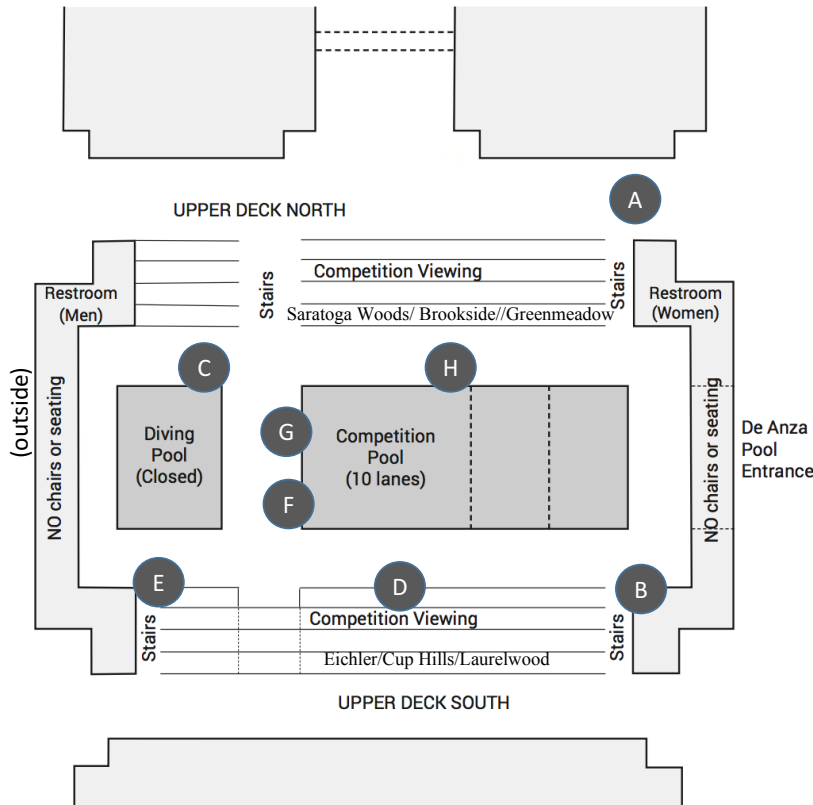 A
UPPER DECK NORTH
Stairs
Competition Viewing
Stairs
Restroom
(Men)
Restroom
(Women)
Saratoga Woods/ Brookside//Greenmeadow
C
H
(outside)
NO chairs or seating
Diving
Pool
(Closed)
G
Competition
Pool
(10 lanes)
F
NO chairs or seating
De Anza
Pool
Entrance
E
D
B
Stairs
Competition Viewing
Stairs
Eichler/Cup Hills/Laurelwood
UPPER DECK SOUTH